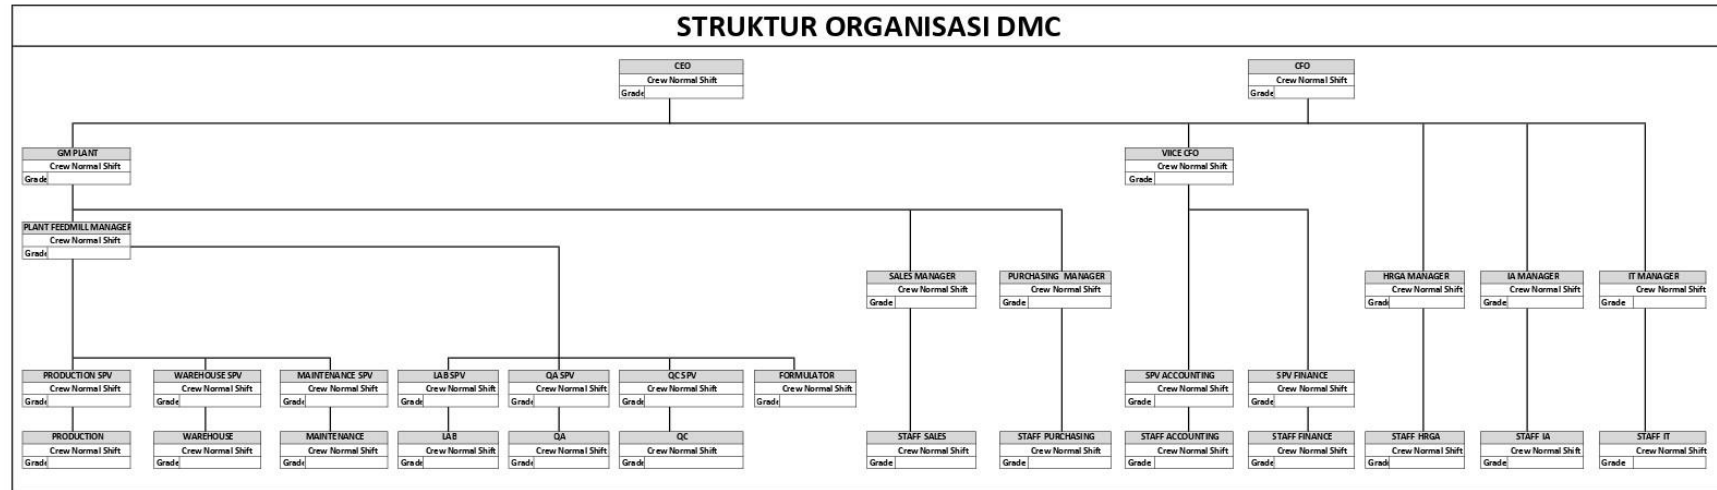 STRUKTUR ORGANISASI DMC
CEO
Crew Normal Shift
Grade
CFO
Crew Normal Shift
Grade
GM PLANT
Crew Normal Shift
Grade
VIICE CFO
Crew Normal Shift
Grade
PLANT FEEDMILL MANAGER
Crew Normal Shift
Grade
SALES MANAGER
Crew Normal Shift
Grade
PURCHASING MANAGER
Crew Normal Shift
Grade
HRGA MANAGER
Crew Normal Shift
Grade
IA MANAGER
Crew Normal Shift
Grade
IT MANAGER
Crew Normal Shift
Grade
PRODUCTION SPV
Crew Normal Shift
Grade
WAREHOUSE SPV
Crew Normal Shift
Grade
MAINTENANCE SPV
Crew Normal Shift
Grade
LAB SPV
Crew Normal Shift
Grade
QA SPV
Crew Normal Shift
Grade
QC SPV
Crew Normal Shift
Grade
FORMULATOR
Crew Normal Shift
Grade
SPV ACCOUNTING
Crew Normal Shift
Grade
SPV FINANCE
Crew Normal Shift
Grade
PRODUCTION
Crew Normal Shift
Grade
WAREHOUSE
Crew Normal Shift
Grade
MAINTENANCE
Crew Normal Shift
Grade
LAB
Crew Normal Shift
Grade
QA
Crew Normal Shift
Grade
QC
Crew Normal Shift
Grade
STAFF SALES
Crew Normal Shift
Grade
STAFF PURCHASING
Crew Normal Shift
Grade
STAFF ACCOUNTING
Crew Normal Shift
Grade
STAFF FINANCE
Crew Normal Shift
Grade
STAFF HRGA
Crew Normal Shift
Grade
STAFF IA
Crew Normal Shift
Grade
STAFF IT
Crew Normal Shift
Grade